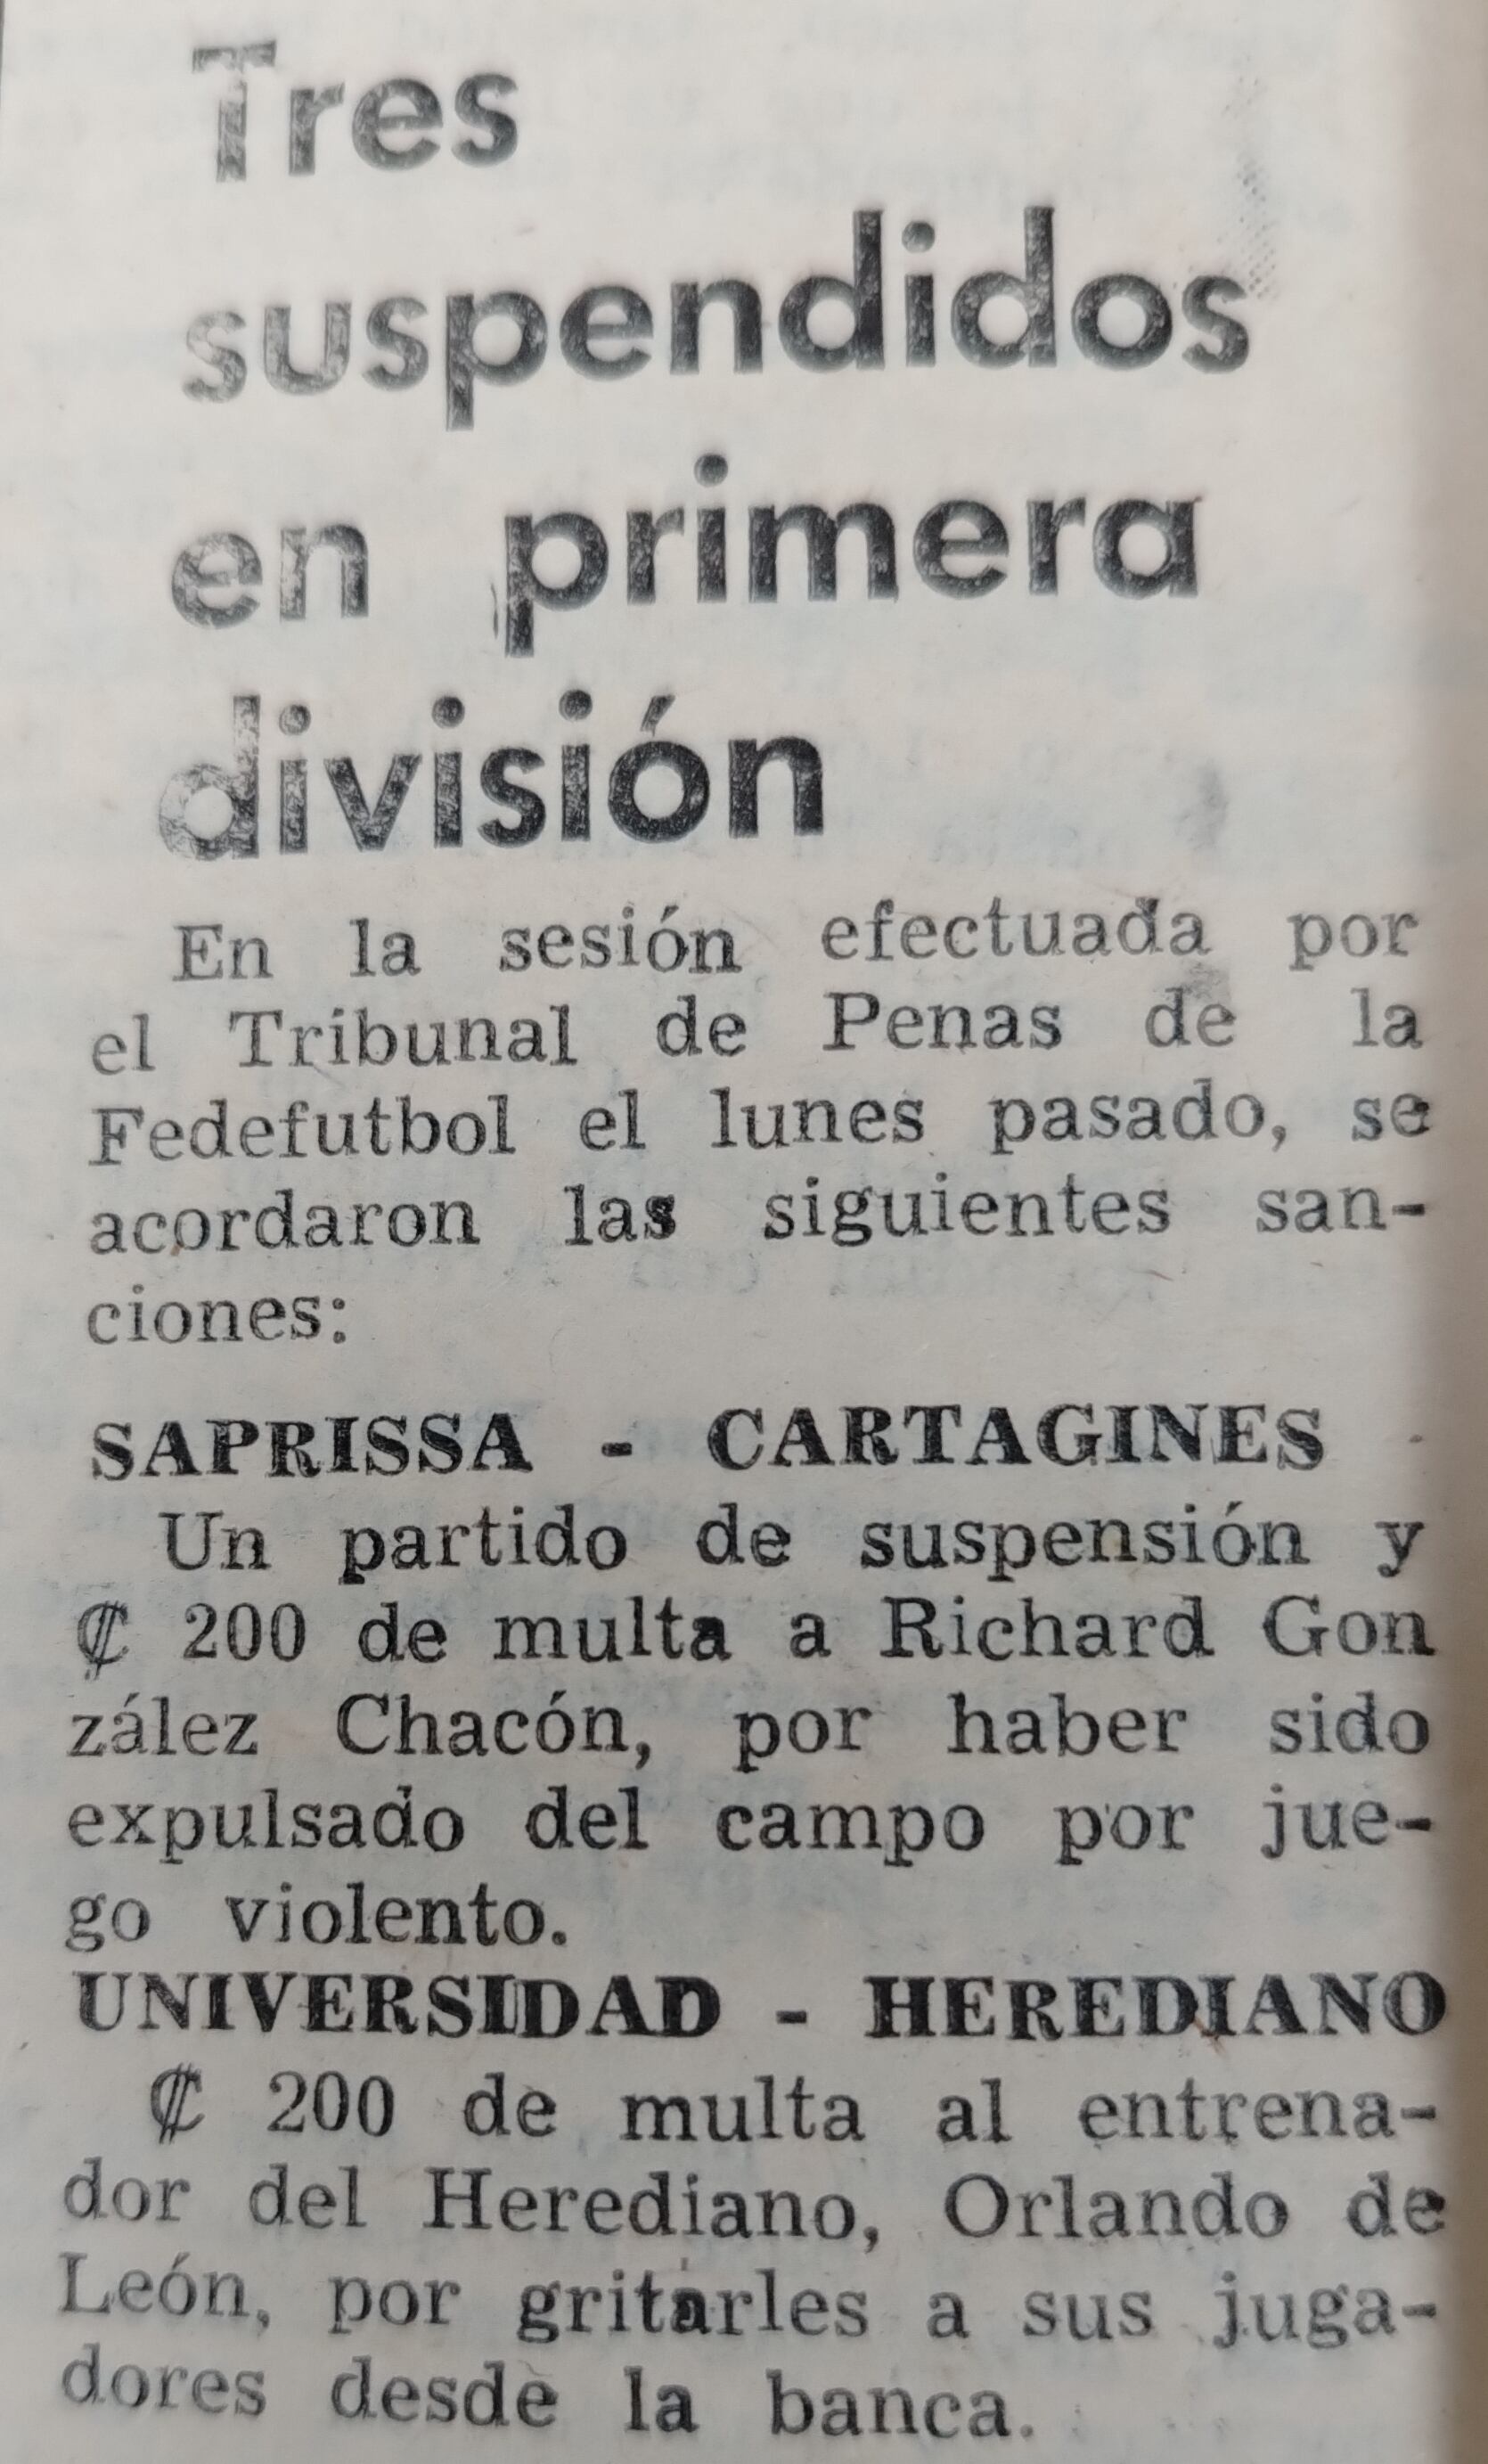 Tres
suspendidos
en primera
división
En la sesión efectuada por
el Tribunal de Penas de la
Fedefutbol el lunes pasado, se
acordaron las siguientes san-
ciones:
SAPRISSA - CARTAGINES
Un partido de suspensión y
₡ 200 de multa a Richard Gon
zález Chacón, por haber sido
expulsado del campo por jue-
go violento.
UNIVERSIDAD - HEREDIANO
₡ 200 de multa al entrena-
dor del Herediano, Orlando de
León, por gritarles a sus juga-
dores desde la banca.